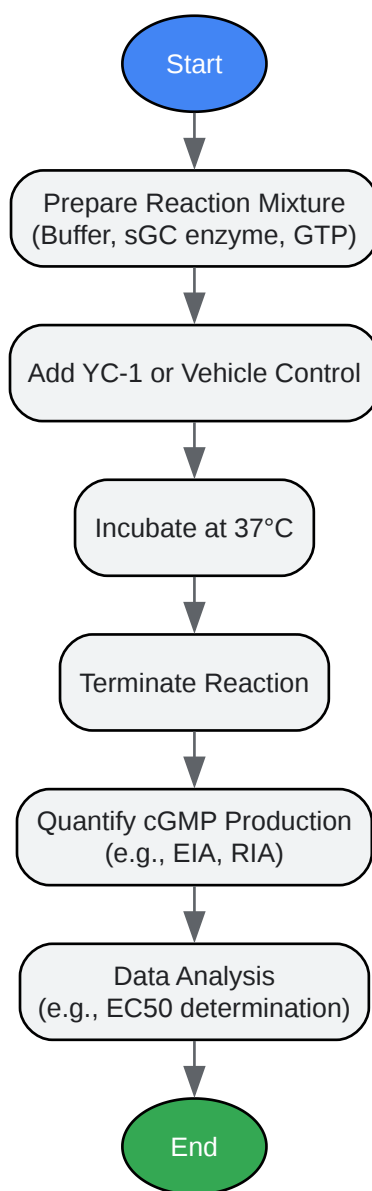 Start
Prepare Reaction Mixture
(Buffer, sGC enzyme, GTP)
Add YC-1 or Vehicle Control
Incubate at 37°C
Terminate Reaction
Quantify cGMP Production
(e.g., EIA, RIA)
Data Analysis
(e.g., EC50 determination)
End